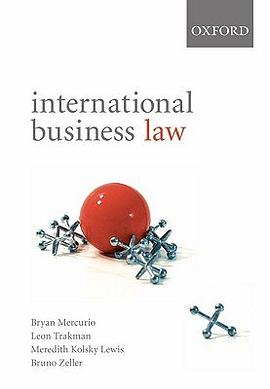 OXFORD
international
business law
Bryan Mercurio
Leon Trakman
Meredith Kolsky Lewis
Bruno Zeller